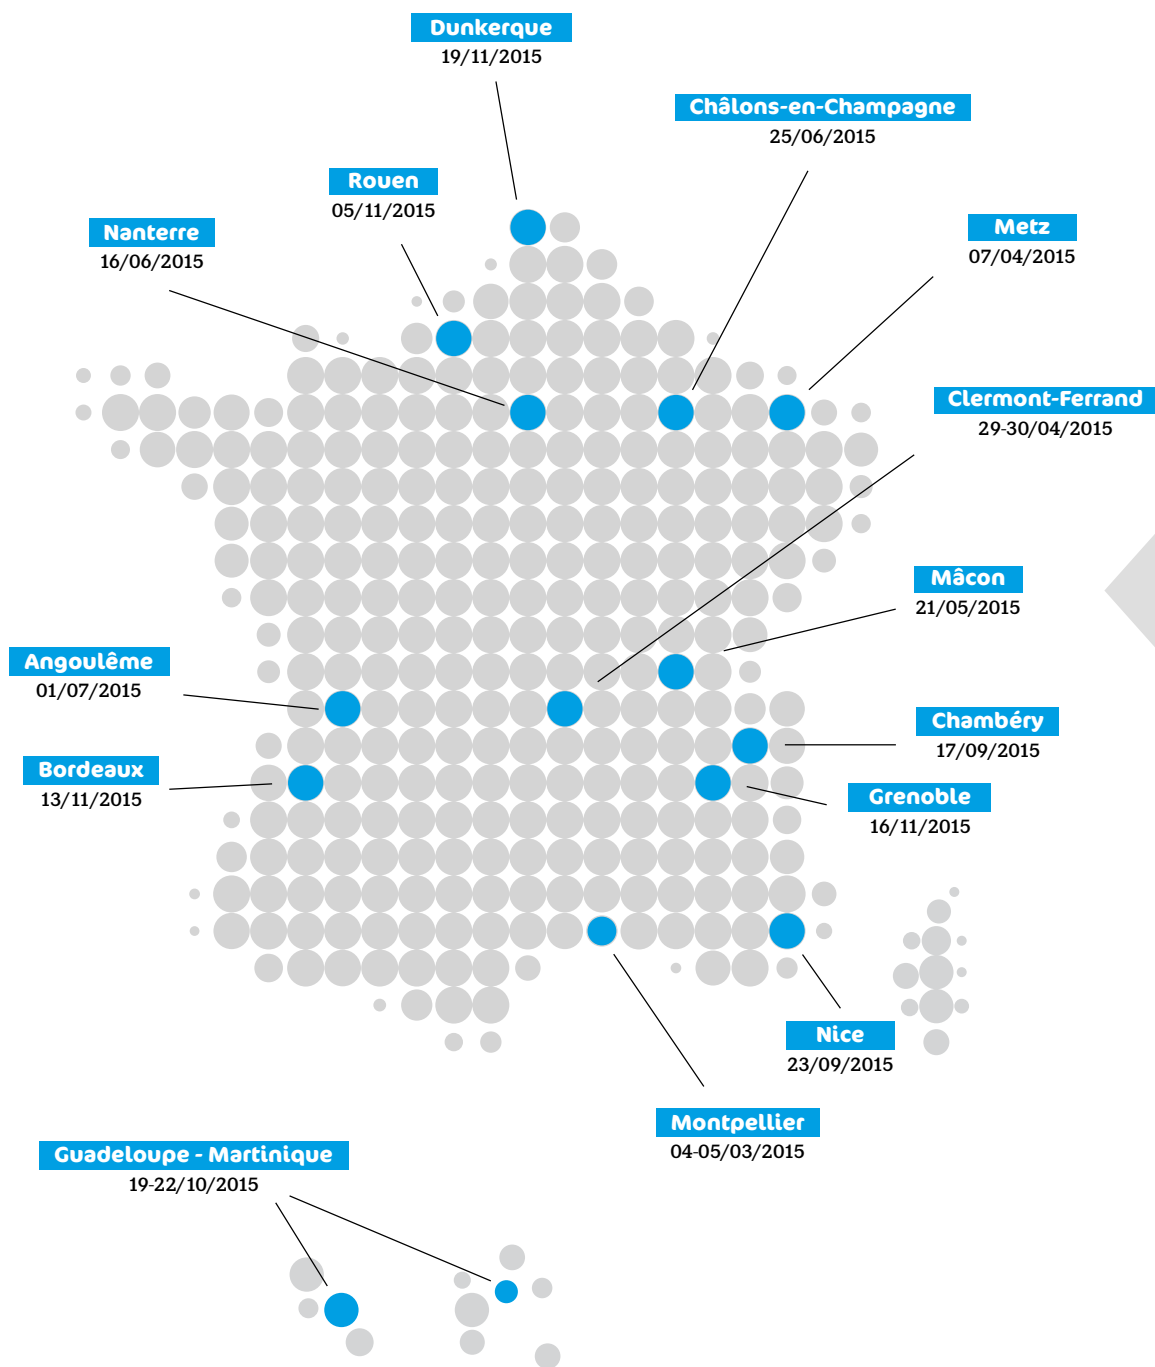 Dunkerque
19/11/2015
Châlons-en-Champagne
25/06/2015
Rouen
05/11/2015
Nanterre
16/06/2015
Metz
07/04/2015
Clermont-Ferrand
29-30/04/2015
Mâcon
21/05/2015
Angoulême
01/07/2015
Chambéry
17/09/2015
Bordeaux
13/11/2015
Grenoble
16/11/2015
Nice
23/09/2015
Montpellier
04-05/03/2015
Guadeloupe - Martinique
19-22/10/2015